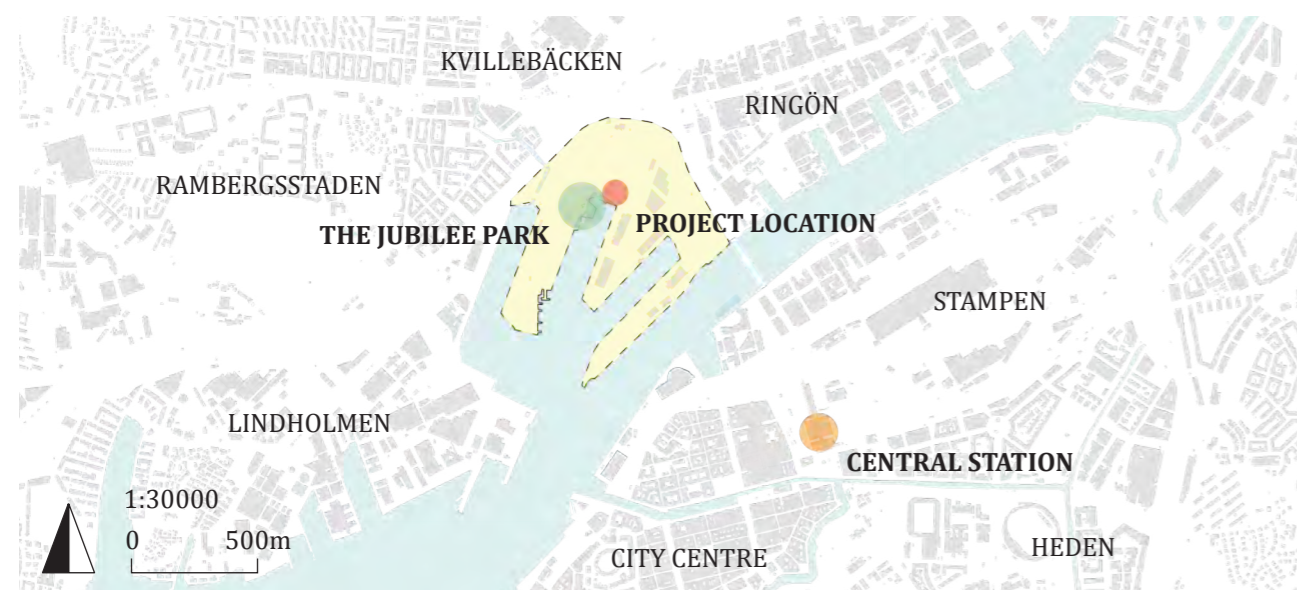 KVILLEBÄCKEN
RINGÖN
RAMBERGSSTADEN
THE JUBILEE PARK
PROJECT LOCATION
STAMPEN
LINDHOLMEN
CENTRAL STATION
1:30000
0 500m
CITY CENTRE
HEDEN